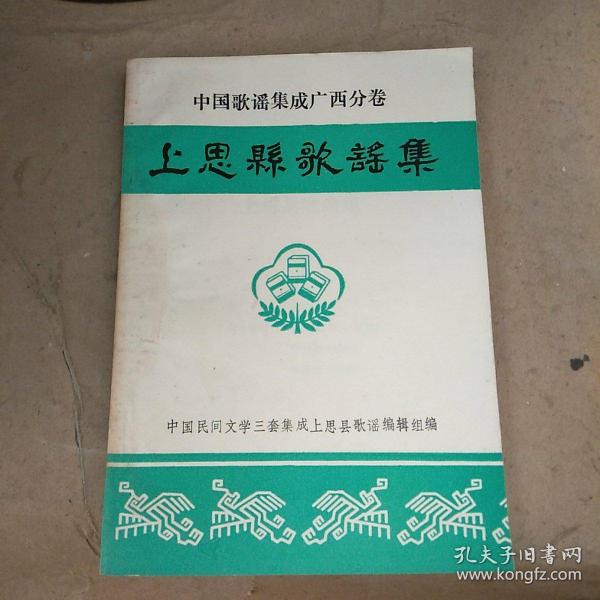 中国歌谣集成广西分卷
上思縣歌謡集
中国民间文学三套集成上思县歌谣编辑组编
孔夫子旧书网
www.kongfz.com